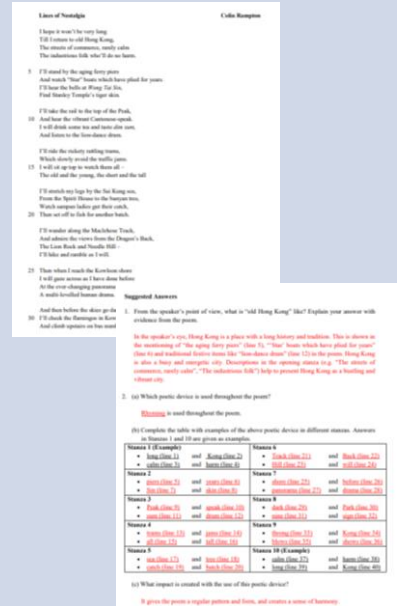 Lines of Nostalgia Colin Rampton
I hope it won't be very long
Till I return to old Hong Kong,
The streets of commerce, rarely calm
The industrious folk who'll do no harm.
5 I'll stand by the aging ferry piers
And watch "Star" boats which have plied for years.
I'll hear the bells at Wong Tai Sin,
Find Stanley Temple's tiger skin.
I'll take the rail to the top of the Peak,
10 And hear the vibrant Cantonese speak
I will drink some tea and taste dim sum,
And listen to the lion-dance drum.
I'll ride the rickety rattling trams,
Which slowly avoid the traffic jams.
15 I will sit up top to watch them all –
The old and the young, the short and the tall
I'll stretch my legs by the Sai Kung sea,
From the Spirit House to the banyan tree,
Watch sampan ladies get their catch,
20 Then set off to fish for another batch.
I'll wander along the Maclehose Track,
And admire the views from the Dragon's Back,
The Lion Rock and Needle Hill –
I'll hike and ramble as I will.
25 Then when I reach the Kowloon shore
I will gaze across as I have done before
At the ever-changing panorama
A multi-levelled human drama.
And then before the skies go da
30 I'll check the flamingos in Kow
And climb upstairs on bus num
Suggested Answers
1. From the speaker's point of view, what is "old Hong Kong" like? Explain your answer with
evidence from the poem.
In the speaker's eyes, Hong Kong is a place with a long history and tradition. This is shown in
the mentioning of "the aging ferry piers" (line 5), "'Star' boats which have plied for years"
(line 6) and traditional festive items like "lion-dance drum" (line 12) in the poem. Hong Kong
is also a busy and energetic city. Descriptions in the opening stanza (e.g. "The streets of
commerce, rarely calm", "The industrious folk") help to present Hong Kong as a bustling and
vibrant city.
2. (a) Which poetic device is used throughout the poem?
Rhyming is used throughout the poem.
(b) Complete the table with examples of the above poetic device in different stanzas. Answers
in Stanzas 1 and 10 are given as examples.
Stanza 1 (Example) Stanza 6
• long (line 1) and Kong (line 2) • Track (line 21) and Back (line 22)
• calm (line 3) and harm (line 4) • Hill (line 23) and will (line 24)
Stanza 2 Stanza 7
• piers (line 5) and years (line 6) • shore (line 25) and before (line 26)
• Sin (line 7) and skin (line 8) • panorama (line 27) and drama (line 28)
Stanza 3 Stanza 8
• Peak (line 9) and speak (line 10) • dark (line 29) and Park (line 30)
• sum (line 11) and drum (line 12) •
Stanza 4 Stanza 9
• trams (line 13) and jams (line 14) • and Kong (line 34)
• all (line 15) and tall (line 16) •
Stanza 5 Stanza 10 (Example)
• sea (line 17) and tree (line 18) • calm (line 37) and harm (line 38)
• catch (line 19) and batch (line 20) • long (line 39) and Kong (line 40)
(c) What impact is created with the use of this poetic device?
It gives the poem a regular pattern and form, and creates a sense of harmony.